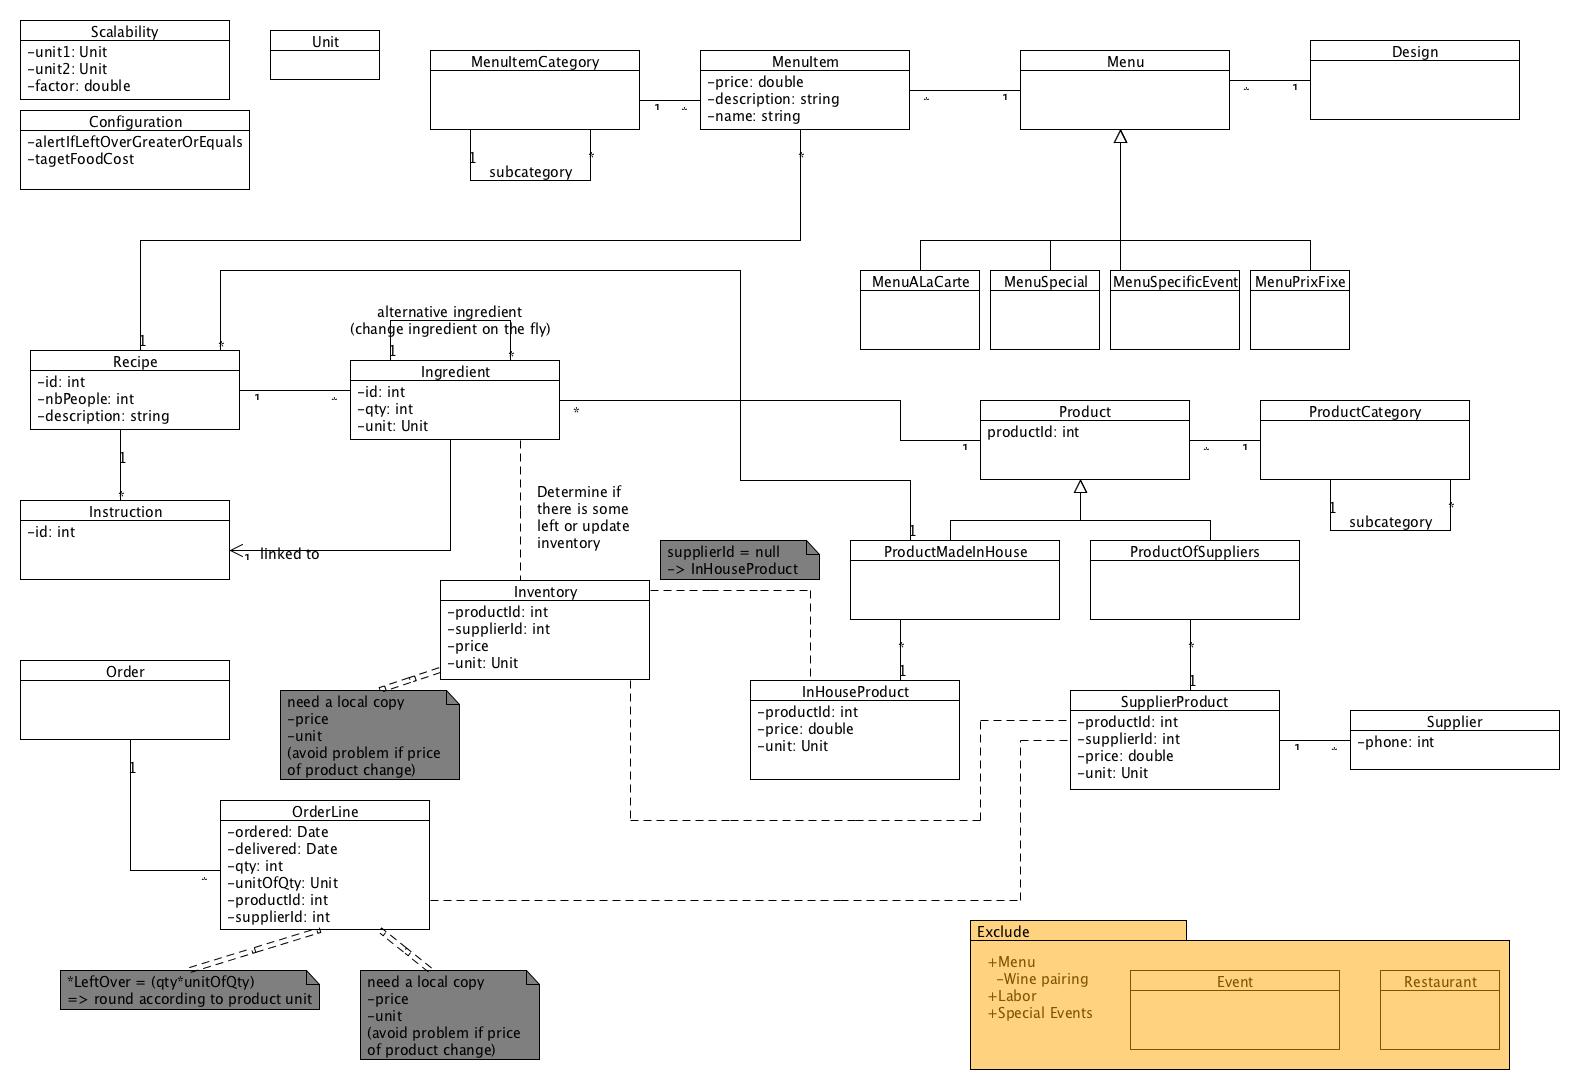 Scalability
-unit1: Unit
-unit2: Unit
-factor: double
Unit
Configuration
-alertIfLeftOverGreaterOrEquals
-tagetFoodCost
MenuItemCategory
1
*
subcategory
1
*
MenuItem
-price: double
-description: string
-name: string
*
*
1
Menu
*
1
Design
MenuALaCarte
MenuSpecial
MenuSpecificEvent
MenuPrixFixe
alternative ingredient
(change ingredient on the fly)
1
*
1
*
Recipe
-id: int
-nbPeople: int
-description: string
1
*
Ingredient
-id: int
-qty: int
-unit: Unit
*
1
Product
productId: int
*
1
ProductCategory
1
*
subcategory
1
*
Instruction
-id: int
1
linked to
Determine if
there is some
left or update
inventory
supplierId = null
-> InHouseProduct
1
ProductMadeInHouse
*
1
ProductOfSuppliers
*
1
Inventory
-productId: int
-supplierId: int
-price
-unit: Unit
need a local copy
-price
-unit
(avoid problem if price
of product change)
InHouseProduct
-productId: int
-price: double
-unit: Unit
SupplierProduct
-productId: int
-supplierId: int
-price: double
-unit: Unit
1
*
Supplier
-phone: int
Order
1
*
OrderLine
-ordered: Date
-delivered: Date
-qty: int
-unitOfQty: Unit
-productId: int
-supplierId: int
*LeftOver = (qty*unitOfQty)
=> round according to product unit
need a local copy
-price
-unit
(avoid problem if price
of product change)
Exclude
+Menu
-Wine pairing
+Labor
+Special Events
Event
Restaurant